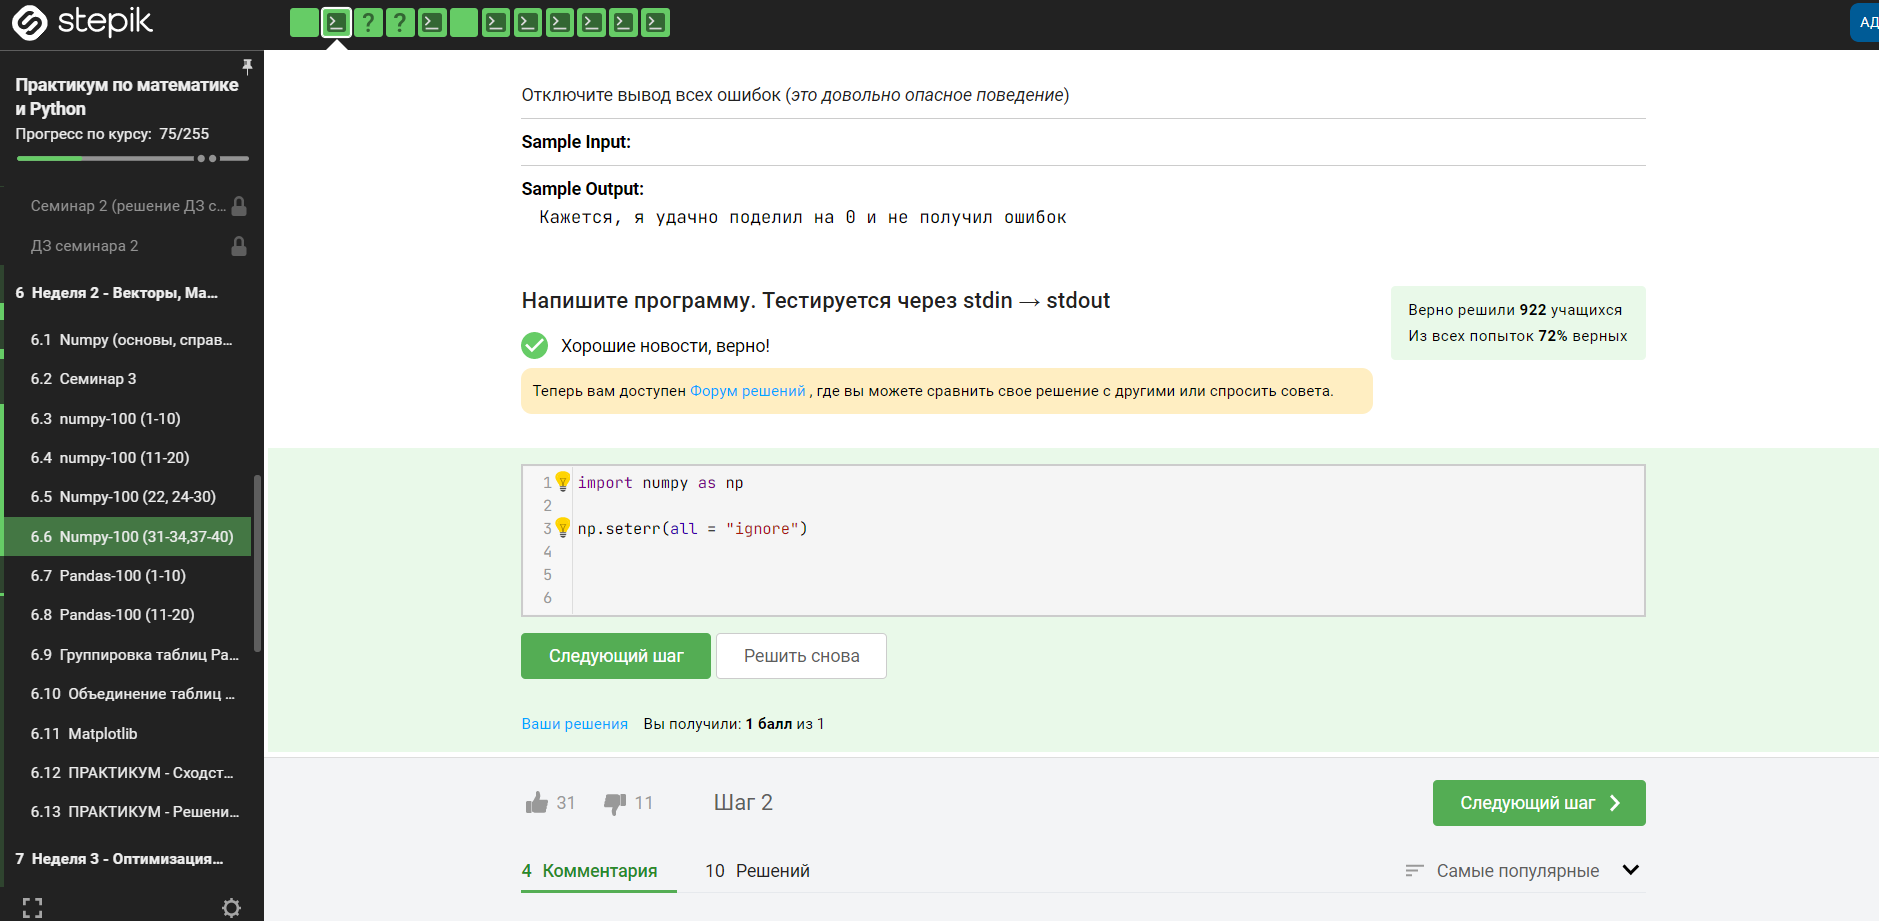 stepik
? ?
АД
Практикум по математике
и Python
Прогресс по курсу: 75/255
Семинар 2 (решение ДЗ с...
ДЗ семинара 2
6 Неделя 2 - Векторы, Ма...
6.1 Numpy (основы, справ...
6.2 Семинар 3
6.3 numpy-100 (1-10)
6.4 numpy-100 (11-20)
6.5 Numpy-100 (22, 24-30)
6.6 Numpy-100 (31-34,37-40)
6.7 Pandas-100 (1-10)
6.8 Pandas-100 (11-20)
6.9 Группировка таблиц Pa...
6.10 Объединение таблиц ...
6.11 Matplotlib
6.12 ПРАКТИКУМ - Сходст...
6.13 ПРАКТИКУМ - Решени...
7 Неделя 3 - Оптимизация...
Отключите вывод всех ошибок (это довольно опасное поведение)
Sample Input:
Sample Output:
Кажется, я удачно поделил на 0 и не получил ошибок
Напишите программу. Тестируется через stdin → stdout
Хорошие новости, верно!
Верно решили 922 учащихся
Из всех попыток 72% верных
Теперь вам доступен Форум решений , где вы можете сравнить свое решение с другими или спросить совета.
1 import numpy as np
2
3 np.seterr(all = "ignore")
4
5
6
Следующий шаг Решить снова
Ваши решения Вы получили: 1 балл из 1
31 11 Шаг 2 Следующий шаг
4 Комментария 10 Решений Самые популярные